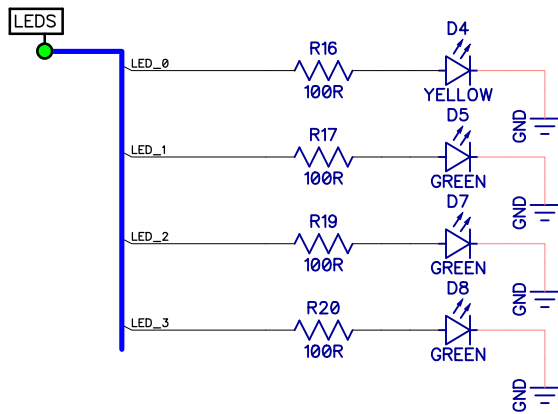 LEDS
D4
LED_0
R16
100R
YELLOW
GND
D5
LED_1
R17
100R
GREEN
GND
D7
LED_2
R19
100R
GREEN
GND
D8
LED_3
R20
100R
GREEN
GND